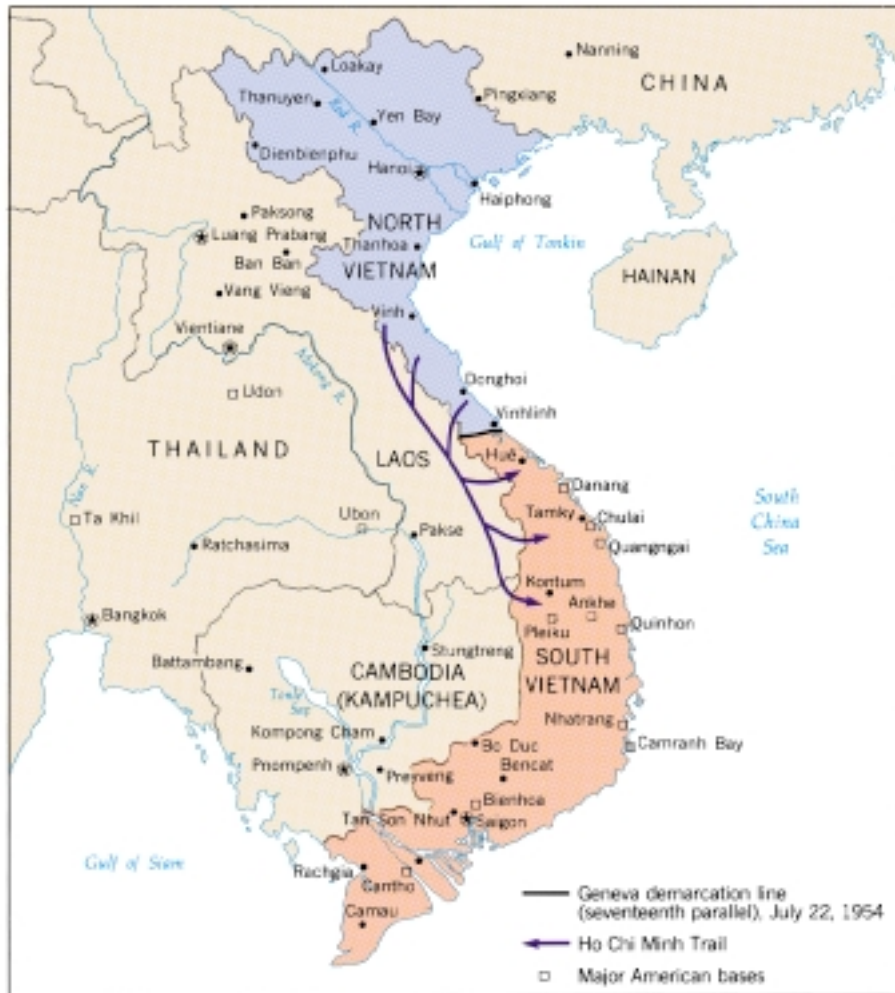 Nanning
CHINA
Loakay
Pingxiang
Thanuyen
Red R.
Yen Bay
Dienbienphu
Hanoi
Haiphong
Paksong
NORTH
Luang Prabang
Thanhoa
Gulf of Tonkin
Ban Ban
VIETNAM
HAINAN
Vang Vieng
Vinh
Vientiane
Mekong R.
Donghoi
Udon
Vinhlinh
THAILAND
LAOS
Huê
Danang
Nan R.
South
China
Sea
Ta Khli
Ubon
Tamky
Chulai
Pakse
Ratchasima
Quangngai
Kontum
Ankhe
Bangkok
Pleiku
Quinhon
Stungtreng
Battambang
CAMBODIA
(KAMPUCHEA)
SOUTH
VIETNAM
Tonle
Sap
Nhatrang
Kompong Cham
Camranh Bay
Bo Duc
Pnompenh
Preyveng
Bencat
Bienhoa
Tan Son Nhut
Saigon
Gulf of Siam
Rachgia
Cantho
Camau
Geneva demarcation line
(seventeenth parallel), July 22, 1954
Ho Chi Minh Trail
Major American bases